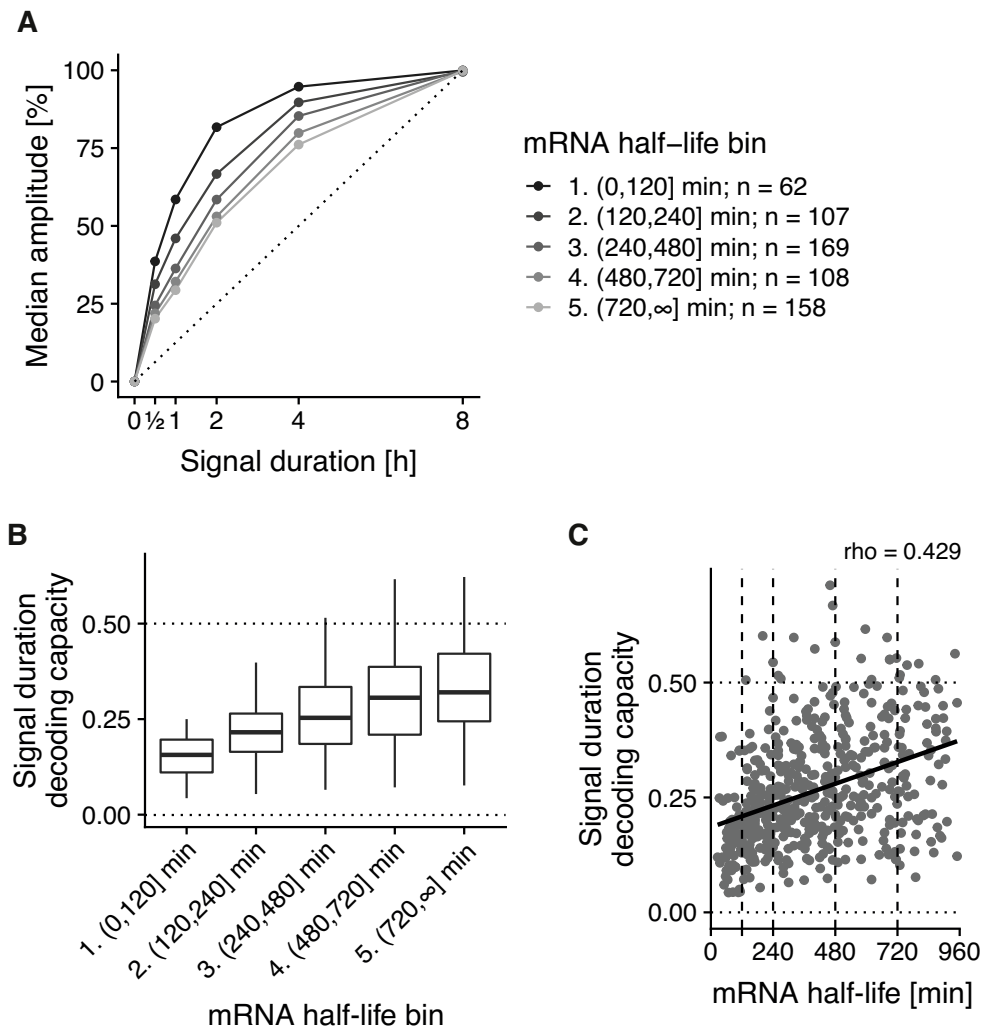 A
Median amplitude [%]
100
75
50
25
0
0 ½ 1 2 4 8
Signal duration [h]
mRNA half−life bin
1. (0,120] min; n = 62
2. (120,240] min; n = 107
3. (240,480] min; n = 169
4. (480,720] min; n = 108
5. (720,∞] min; n = 158
B
Signal duration
decoding capacity
0.50
0.25
0.00
1. (0,120] min
2. (120,240] min
3. (240,480] min
4. (480,720] min
5. (720,∞] min
mRNA half-life bin
C
rho = 0.429
Signal duration
decoding capacity
0.50
0.25
0.00
0 240 480 720 960
mRNA half-life [min]